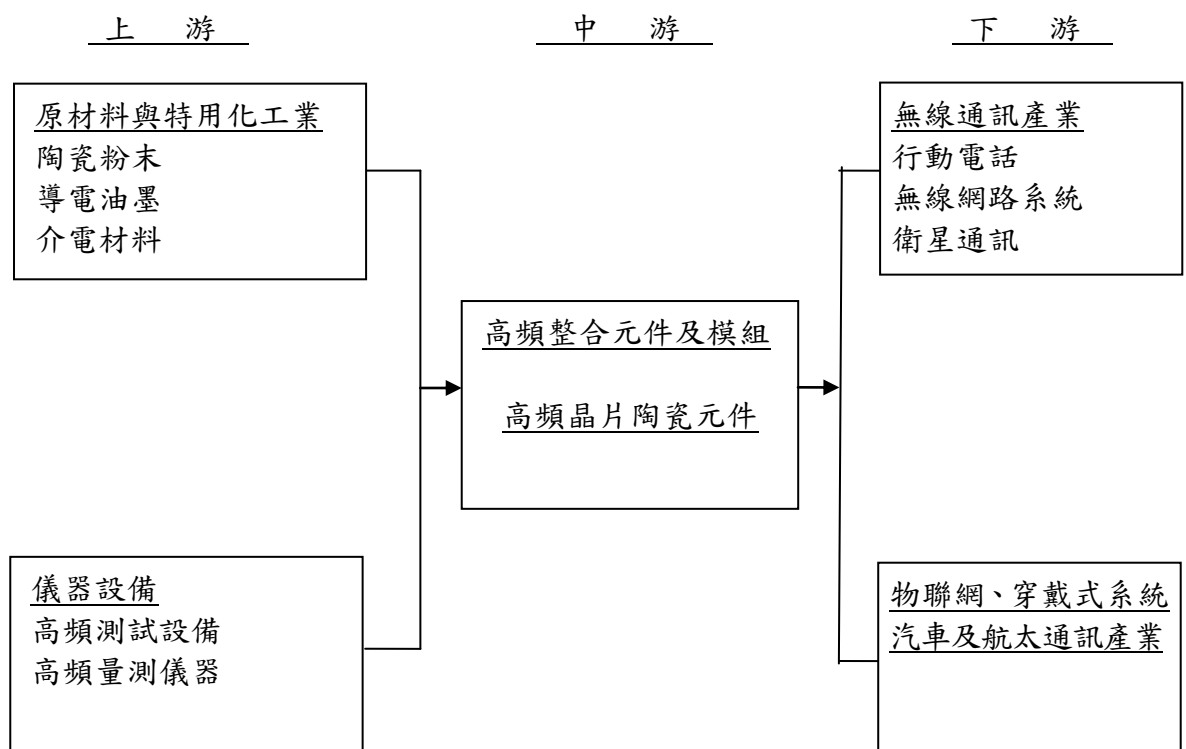 上　游
中　游
下　游
原材料與特用化工業
陶瓷粉末
導電油墨
介電材料
無線通訊產業
行動電話
無線網路系統
衛星通訊
高頻整合元件及模組
高頻晶片陶瓷元件
儀器設備
高頻測試設備
高頻量測儀器
物聯網、穿戴式系統
汽車及航太通訊產業